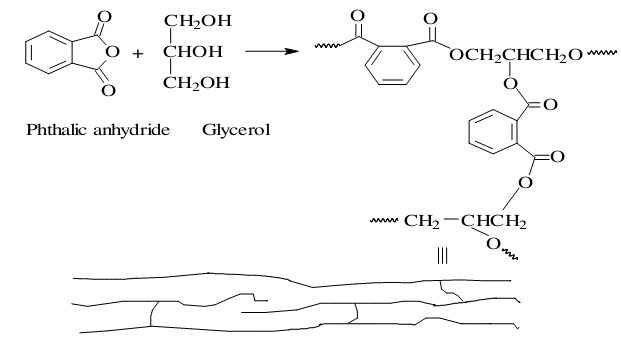 O
O
O
+
CH2OH
CHOH
CH2OH
O
O
OCH2CHCH2O
O
O
O
O
CH2 CHCH2
O
Phthalic anhydride Glycerol